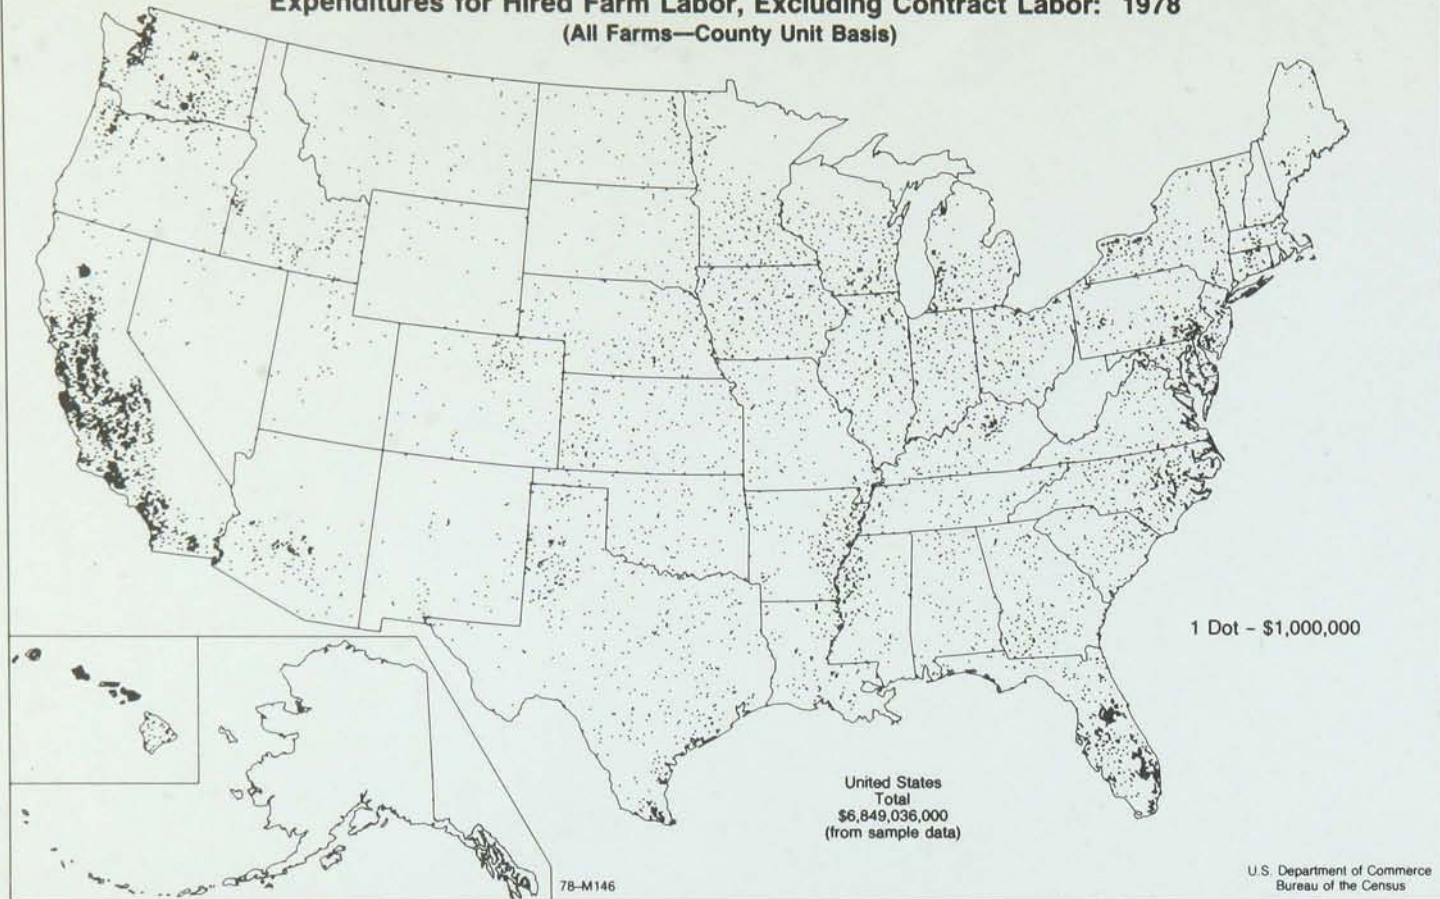 Expenditures for Hired Farm Labor, Excluding Contract Labor: 1978
(All Farms—County Unit Basis)
1 Dot – $1,000,000
United States
Total
$6,849,036,000
(from sample data)
78–M146
U.S. Department of Commerce
Bureau of the Census